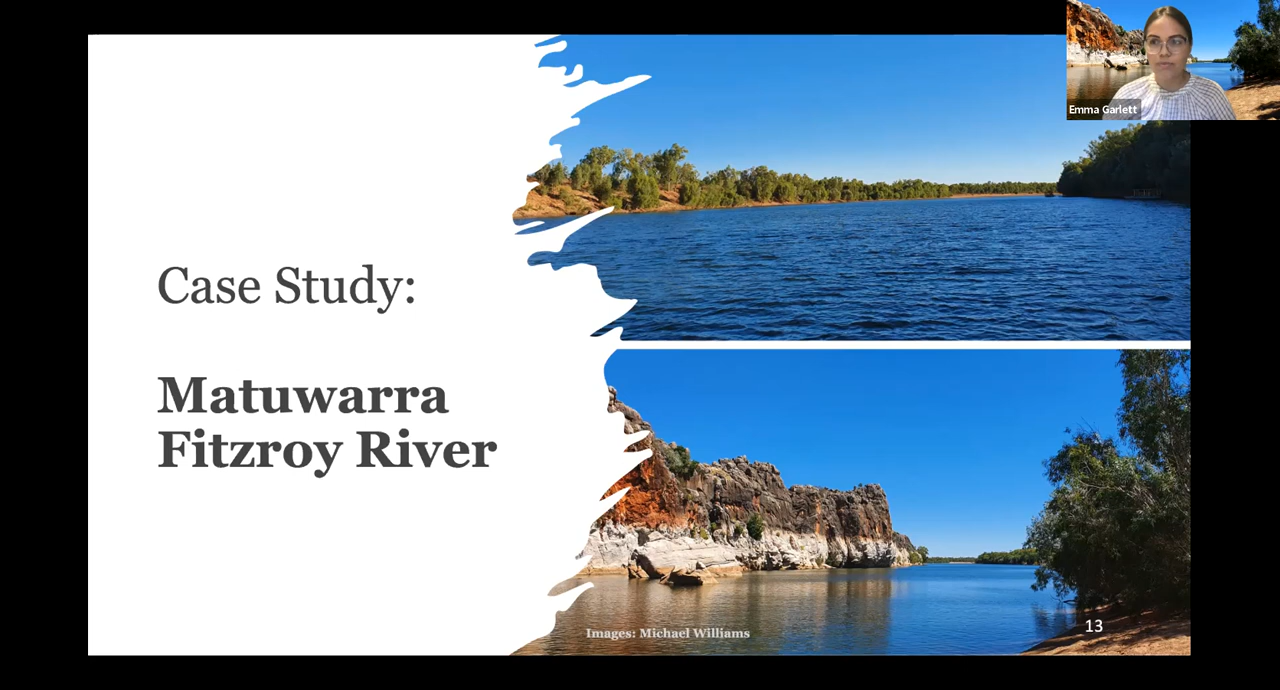 Emma Garlett
Case Study:
Matuwarra
Fitzroy River
Images: Michael Williams
13